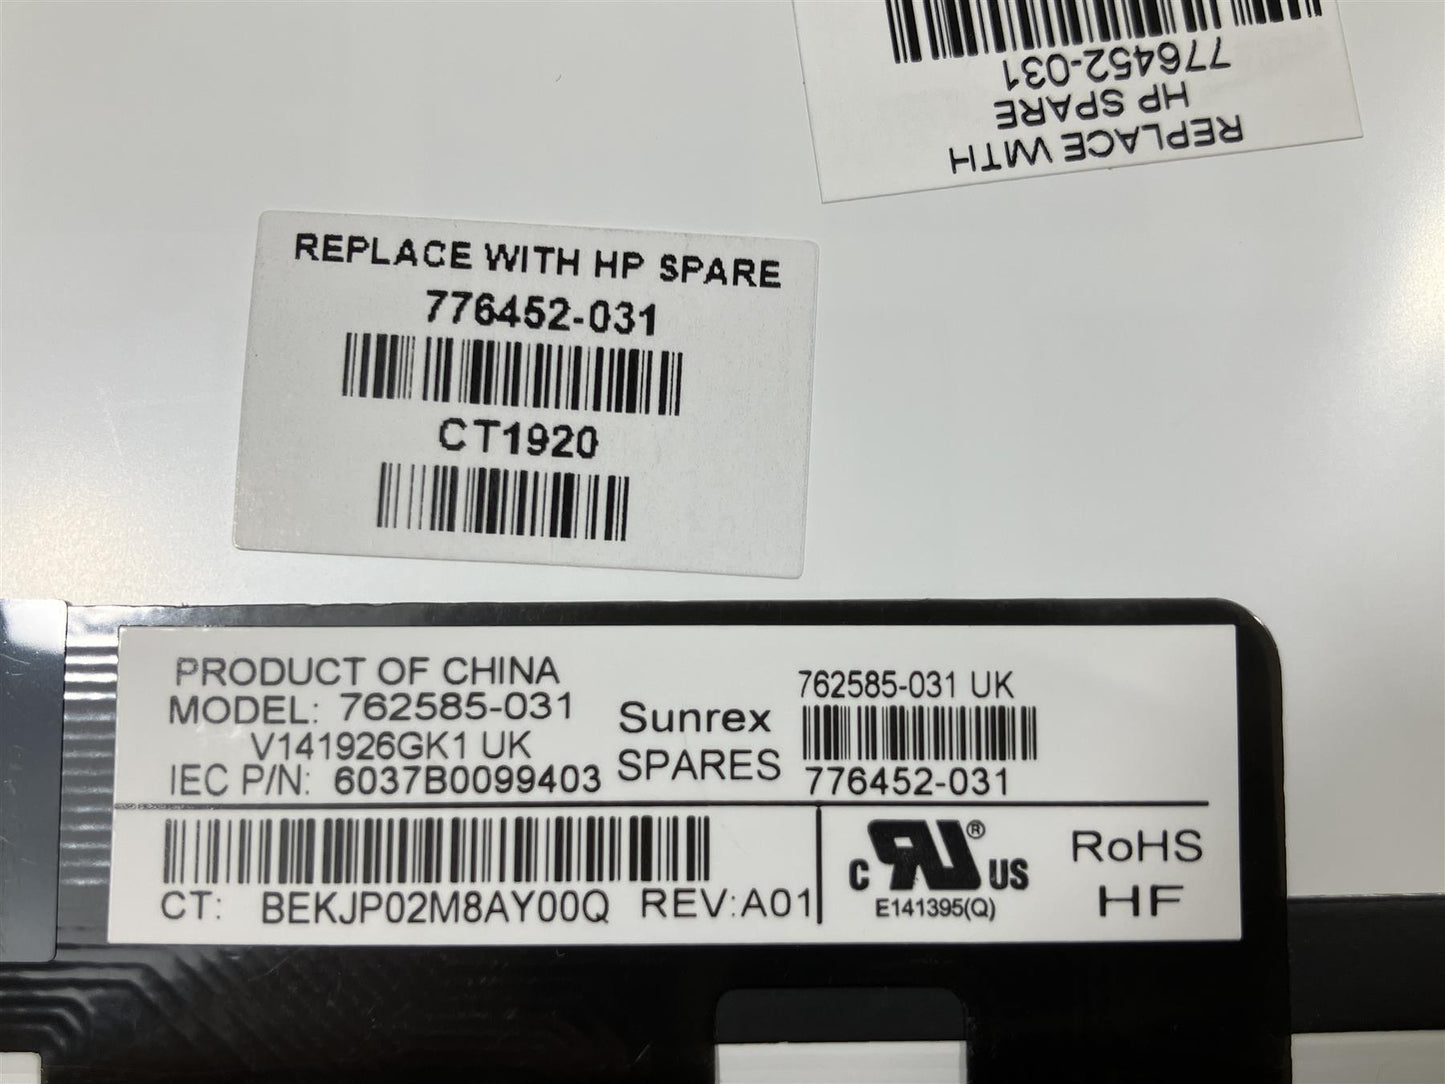 776452-031
REPLACE WITH
HP SPARE
REPLACE WITH HP SPARE
776452-031
CT1920
PRODUCT OF CHINA
MODEL: 762585-031
V141926GK1 UK
IEC P/N: 6037B0099403
Sunrex
SPARES
762585-031 UK
776452-031
CT: BEKJP02M8AY00Q REV:A01
c RU® US
E141395(Q)
RoHS
HF